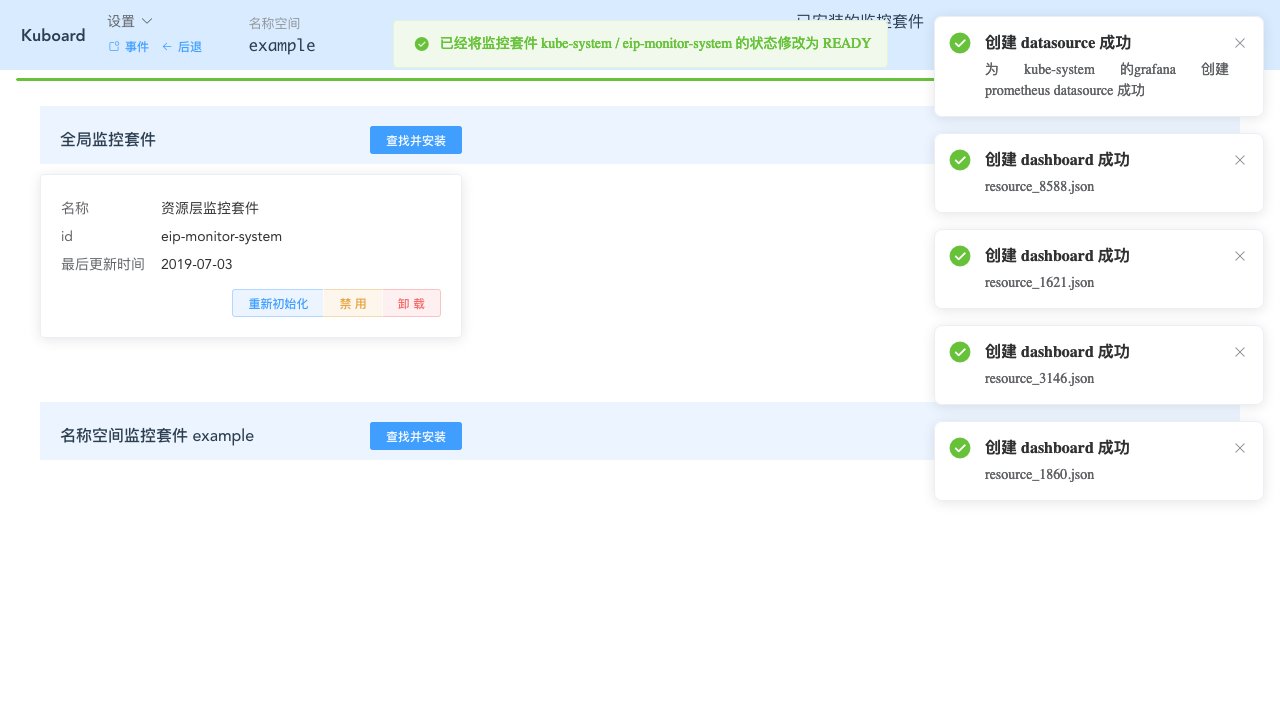 Kuboard
设置
事件
后退
名称空间
example
已安装的监控套件
已经将监控套件 kube-system / eip-monitor-system 的状态修改为 READY
创建 datasource 成功
为 kube-system 的grafana 创建
prometheus datasource 成功
全局监控套件
查找并安装
创建 dashboard 成功
resource_8588.json
名称 资源层监控套件
id eip-monitor-system
最后更新时间 2019-07-03
重新初始化 禁 用 卸 载
创建 dashboard 成功
resource_1621.json
创建 dashboard 成功
resource_3146.json
名称空间监控套件 example
查找并安装
创建 dashboard 成功
resource_1860.json